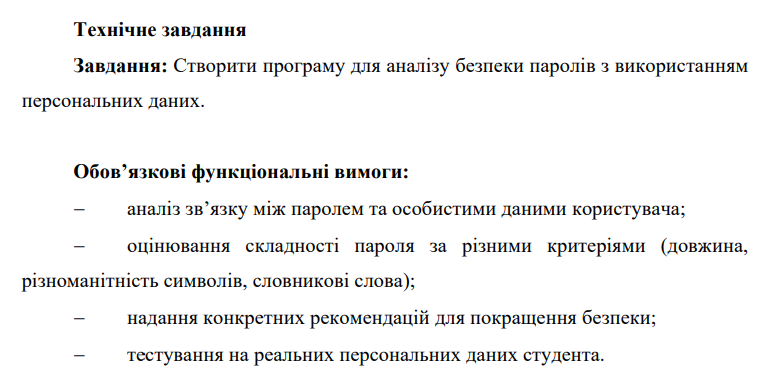 Технічне завдання
Завдання: Створити програму для аналізу безпеки паролів з використанням
персональних даних.
Обов’язкові функціональні вимоги:
– аналіз зв’язку між паролем та особистими даними користувача;
– оцінювання складності пароля за різними критеріями (довжина,
різноманітність символів, словникові слова);
– надання конкретних рекомендацій для покращення безпеки;
– тестування на реальних персональних даних студента.